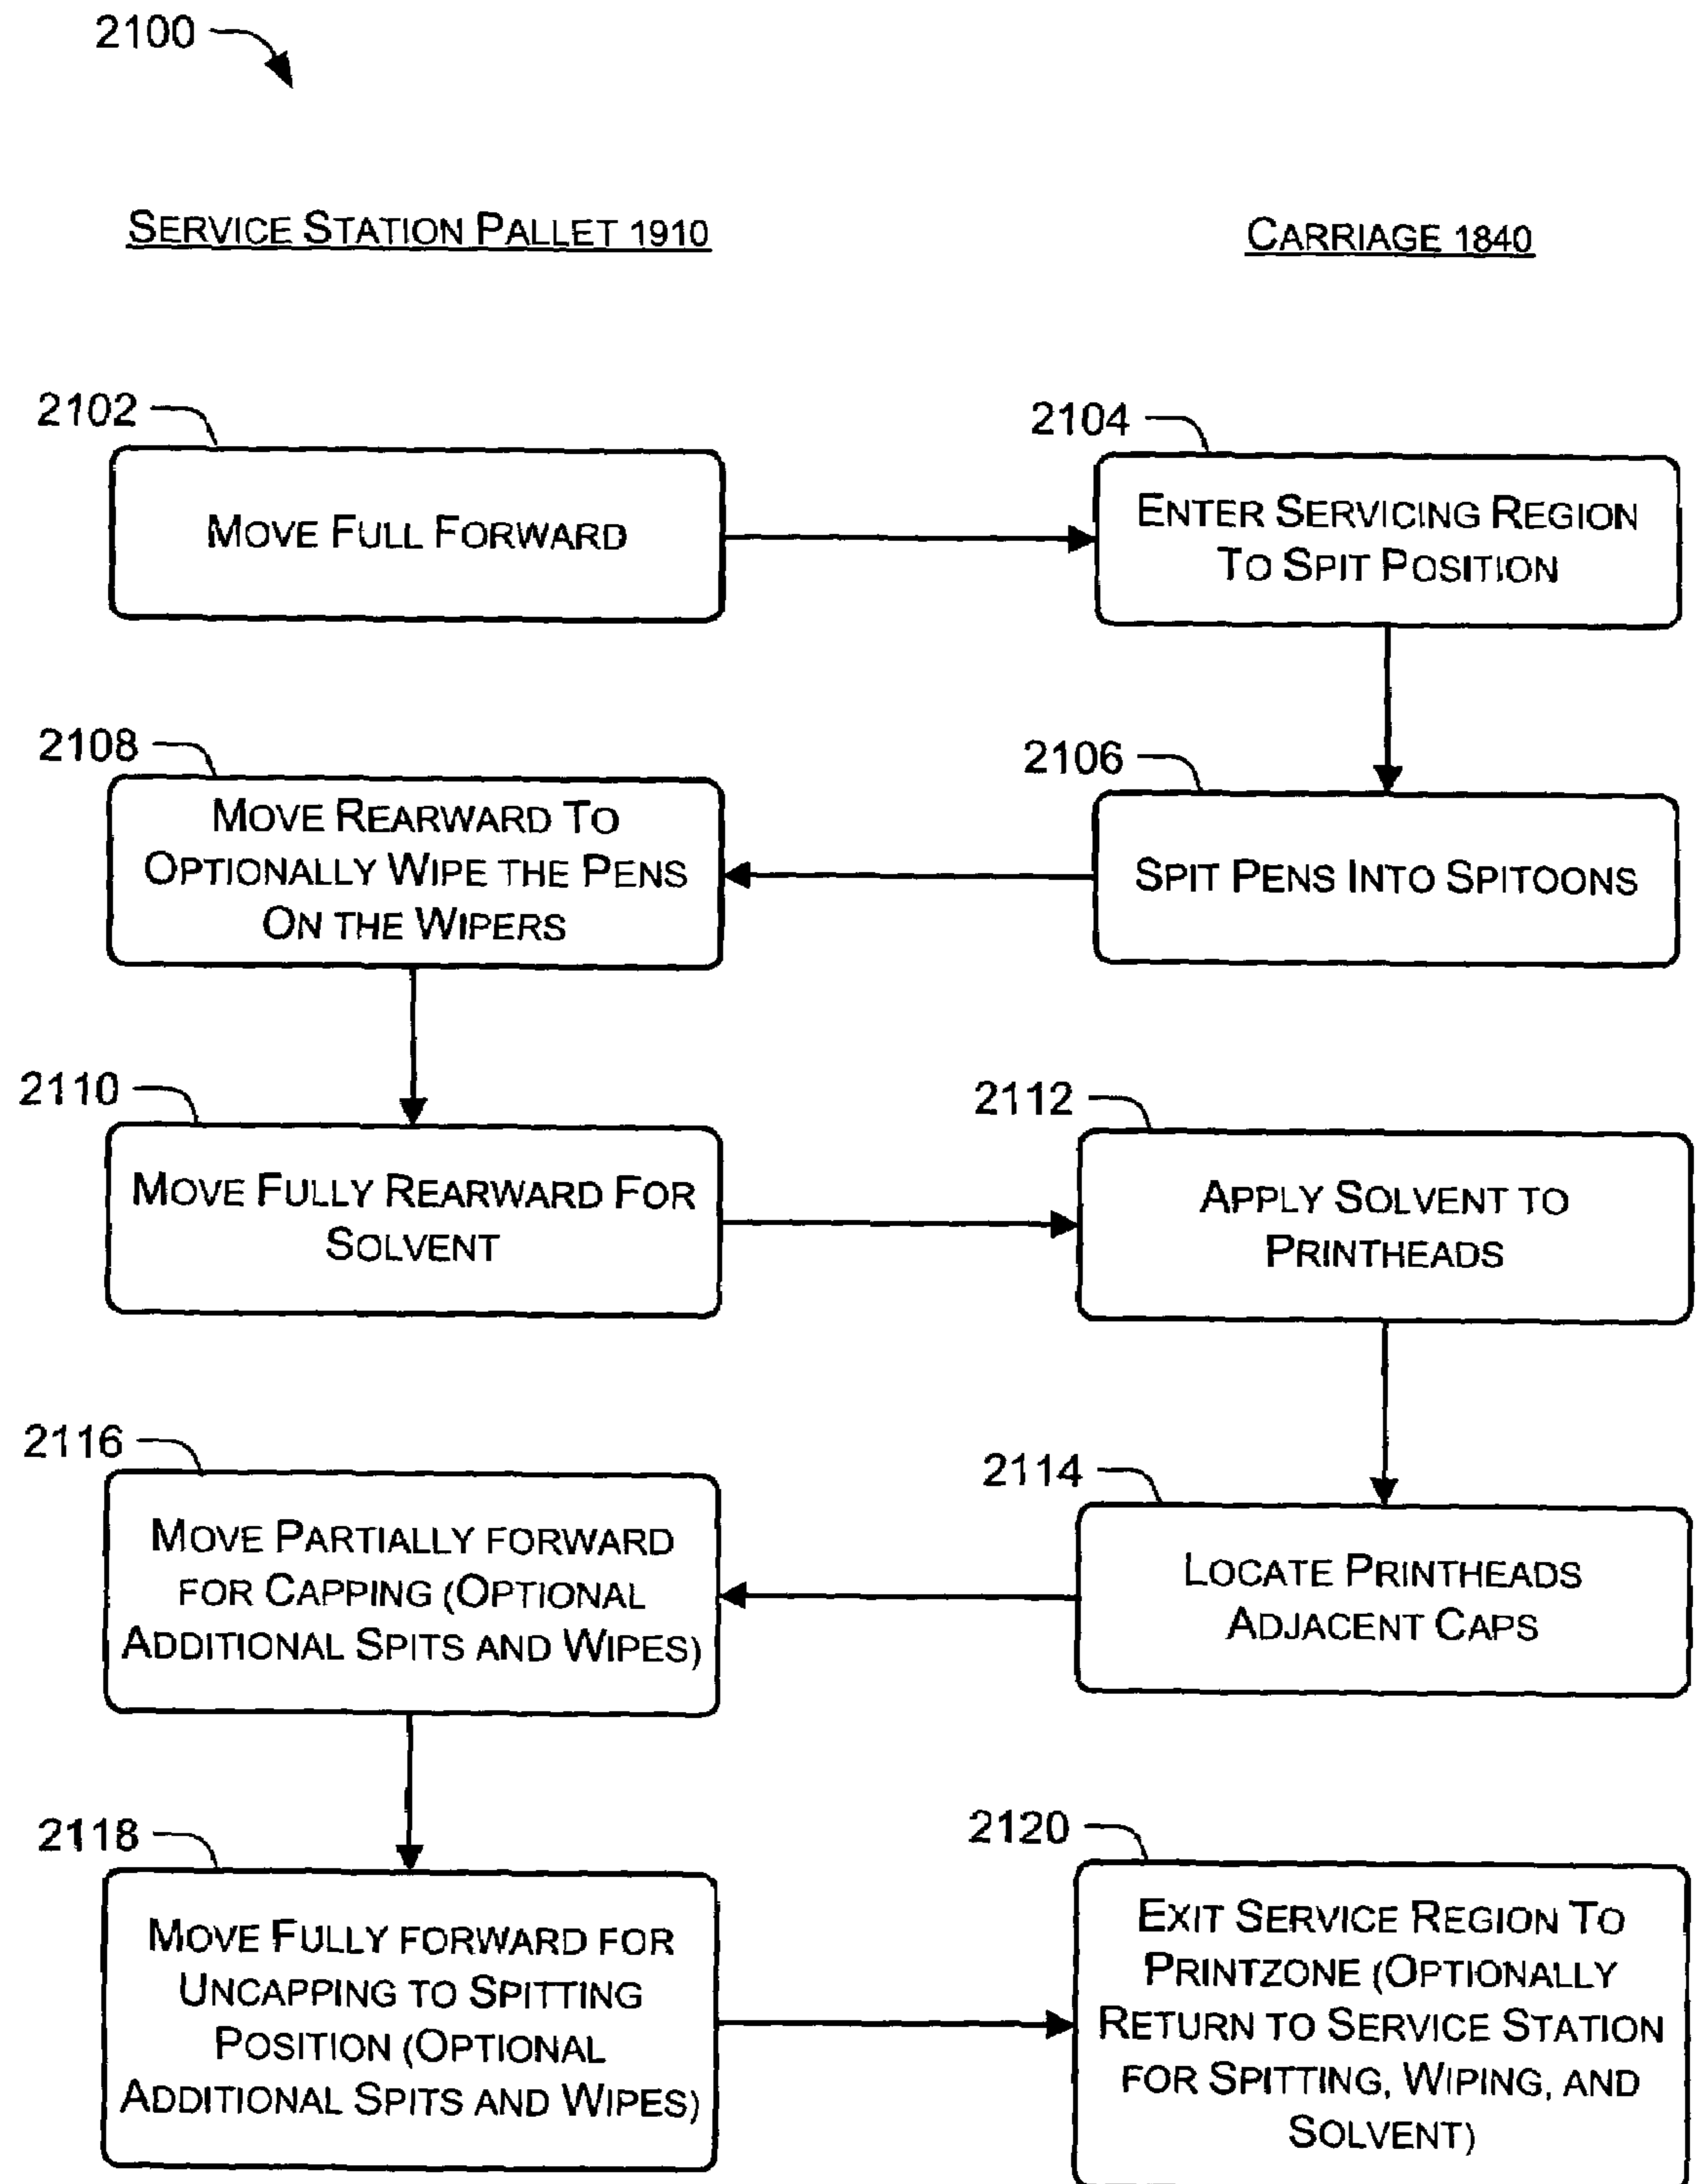 2100
SERVICE STATION PALLET 1910
CARRIAGE 1840
2102
MOVE FULL FORWARD
2104
ENTER SERVICING REGION
TO SPIT POSITION
2108
MOVE REARWARD TO
OPTIONALLY WIPE THE PENS
ON THE WIPERS
2106
SPIT PENS INTO SPITOONS
2110
MOVE FULLY REARWARD FOR
SOLVENT
2112
APPLY SOLVENT TO
PRINTHEADS
2116
MOVE PARTIALLY FORWARD
FOR CAPPING (OPTIONAL
ADDITIONAL SPITS AND WIPES)
2114
LOCATE PRINTHEADS
ADJACENT CAPS
2118
MOVE FULLY FORWARD FOR
UNCAPPING TO SPITTING
POSITION (OPTIONAL
ADDITIONAL SPITS AND WIPES)
2120
EXIT SERVICE REGION TO
PRINTZONE (OPTIONALLY
RETURN TO SERVICE STATION
FOR SPITTING, WIPING, AND
SOLVENT)